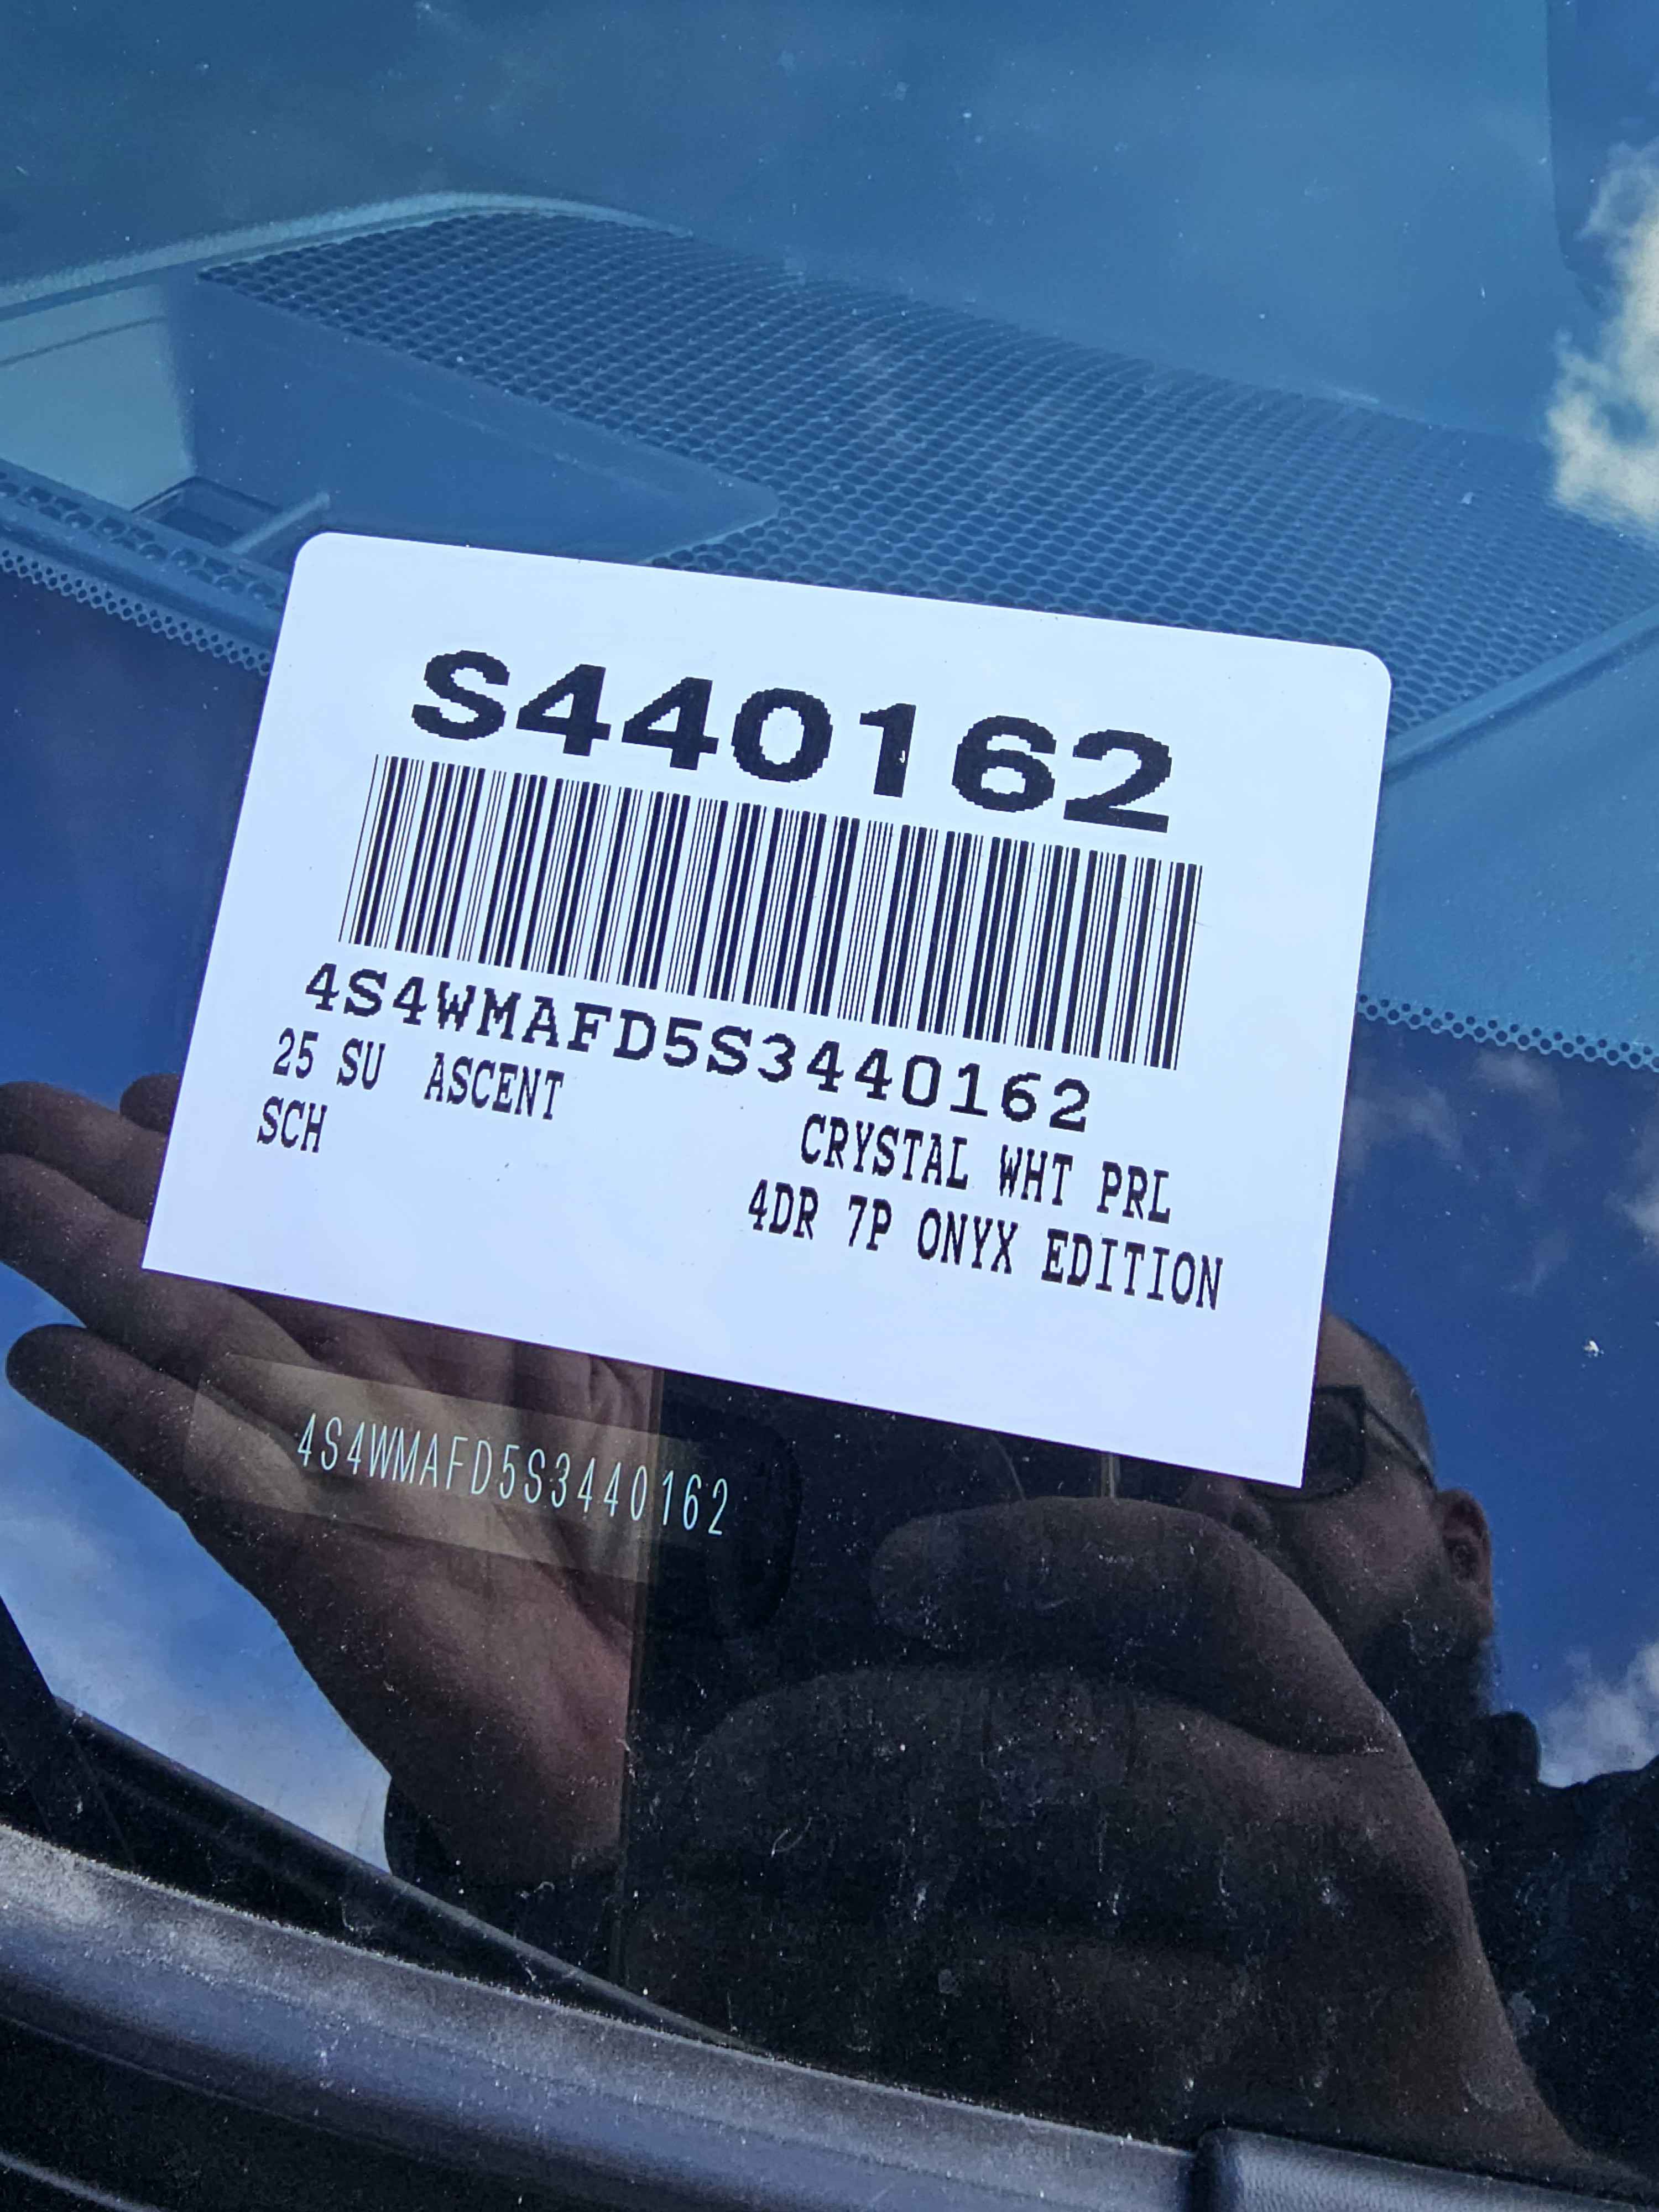 S440162
4S4WMAFD5S3440162
25 SU ASCENT
CRYSTAL WHT PRL
SCH
4DR 7P ONYX EDITION
4S4WMAFD5S3440162